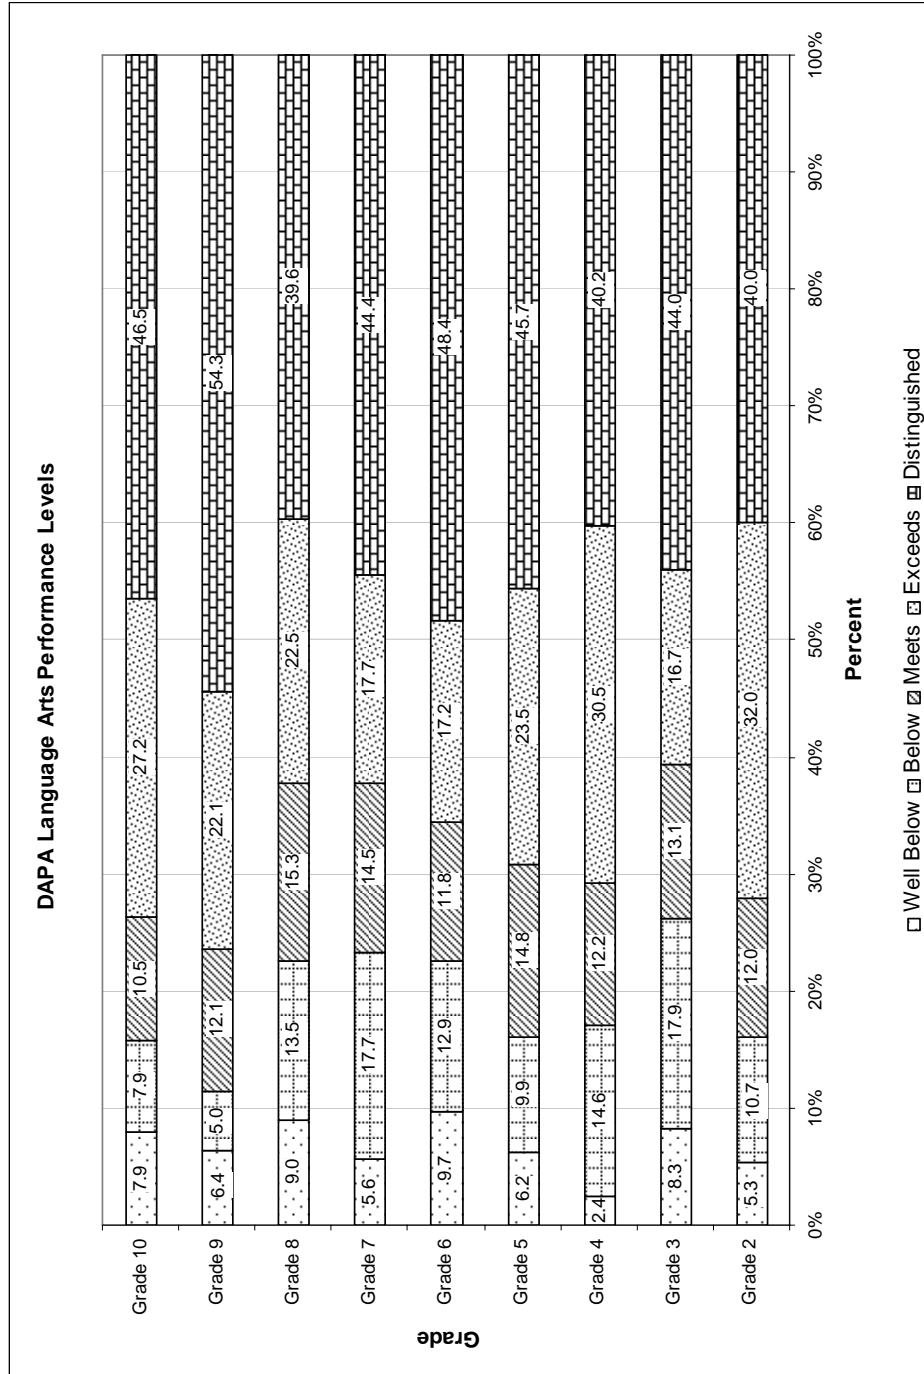 DAPA Language Arts Performance Levels
Grade
Grade 10 7.9 7.9 10.5 27.2 46.5
Grade 9 6.4 5.0 12.1 22.1 54.3
Grade 8 9.0 13.5 15.3 22.5 39.6
Grade 7 5.6 17.7 14.5 17.7 44.4
Grade 6 9.7 12.9 11.8 17.2 48.4
Grade 5 6.2 9.9 14.8 23.5 45.7
Grade 4 2.4 14.6 12.2 30.5 40.2
Grade 3 8.3 17.9 13.1 16.7 44.0
Grade 2 5.3 10.7 12.0 32.0 40.0
0% 10% 20% 30% 40% 50% 60% 70% 80% 90% 100%
Percent
Well Below Below Meets Exceeds Distinguished